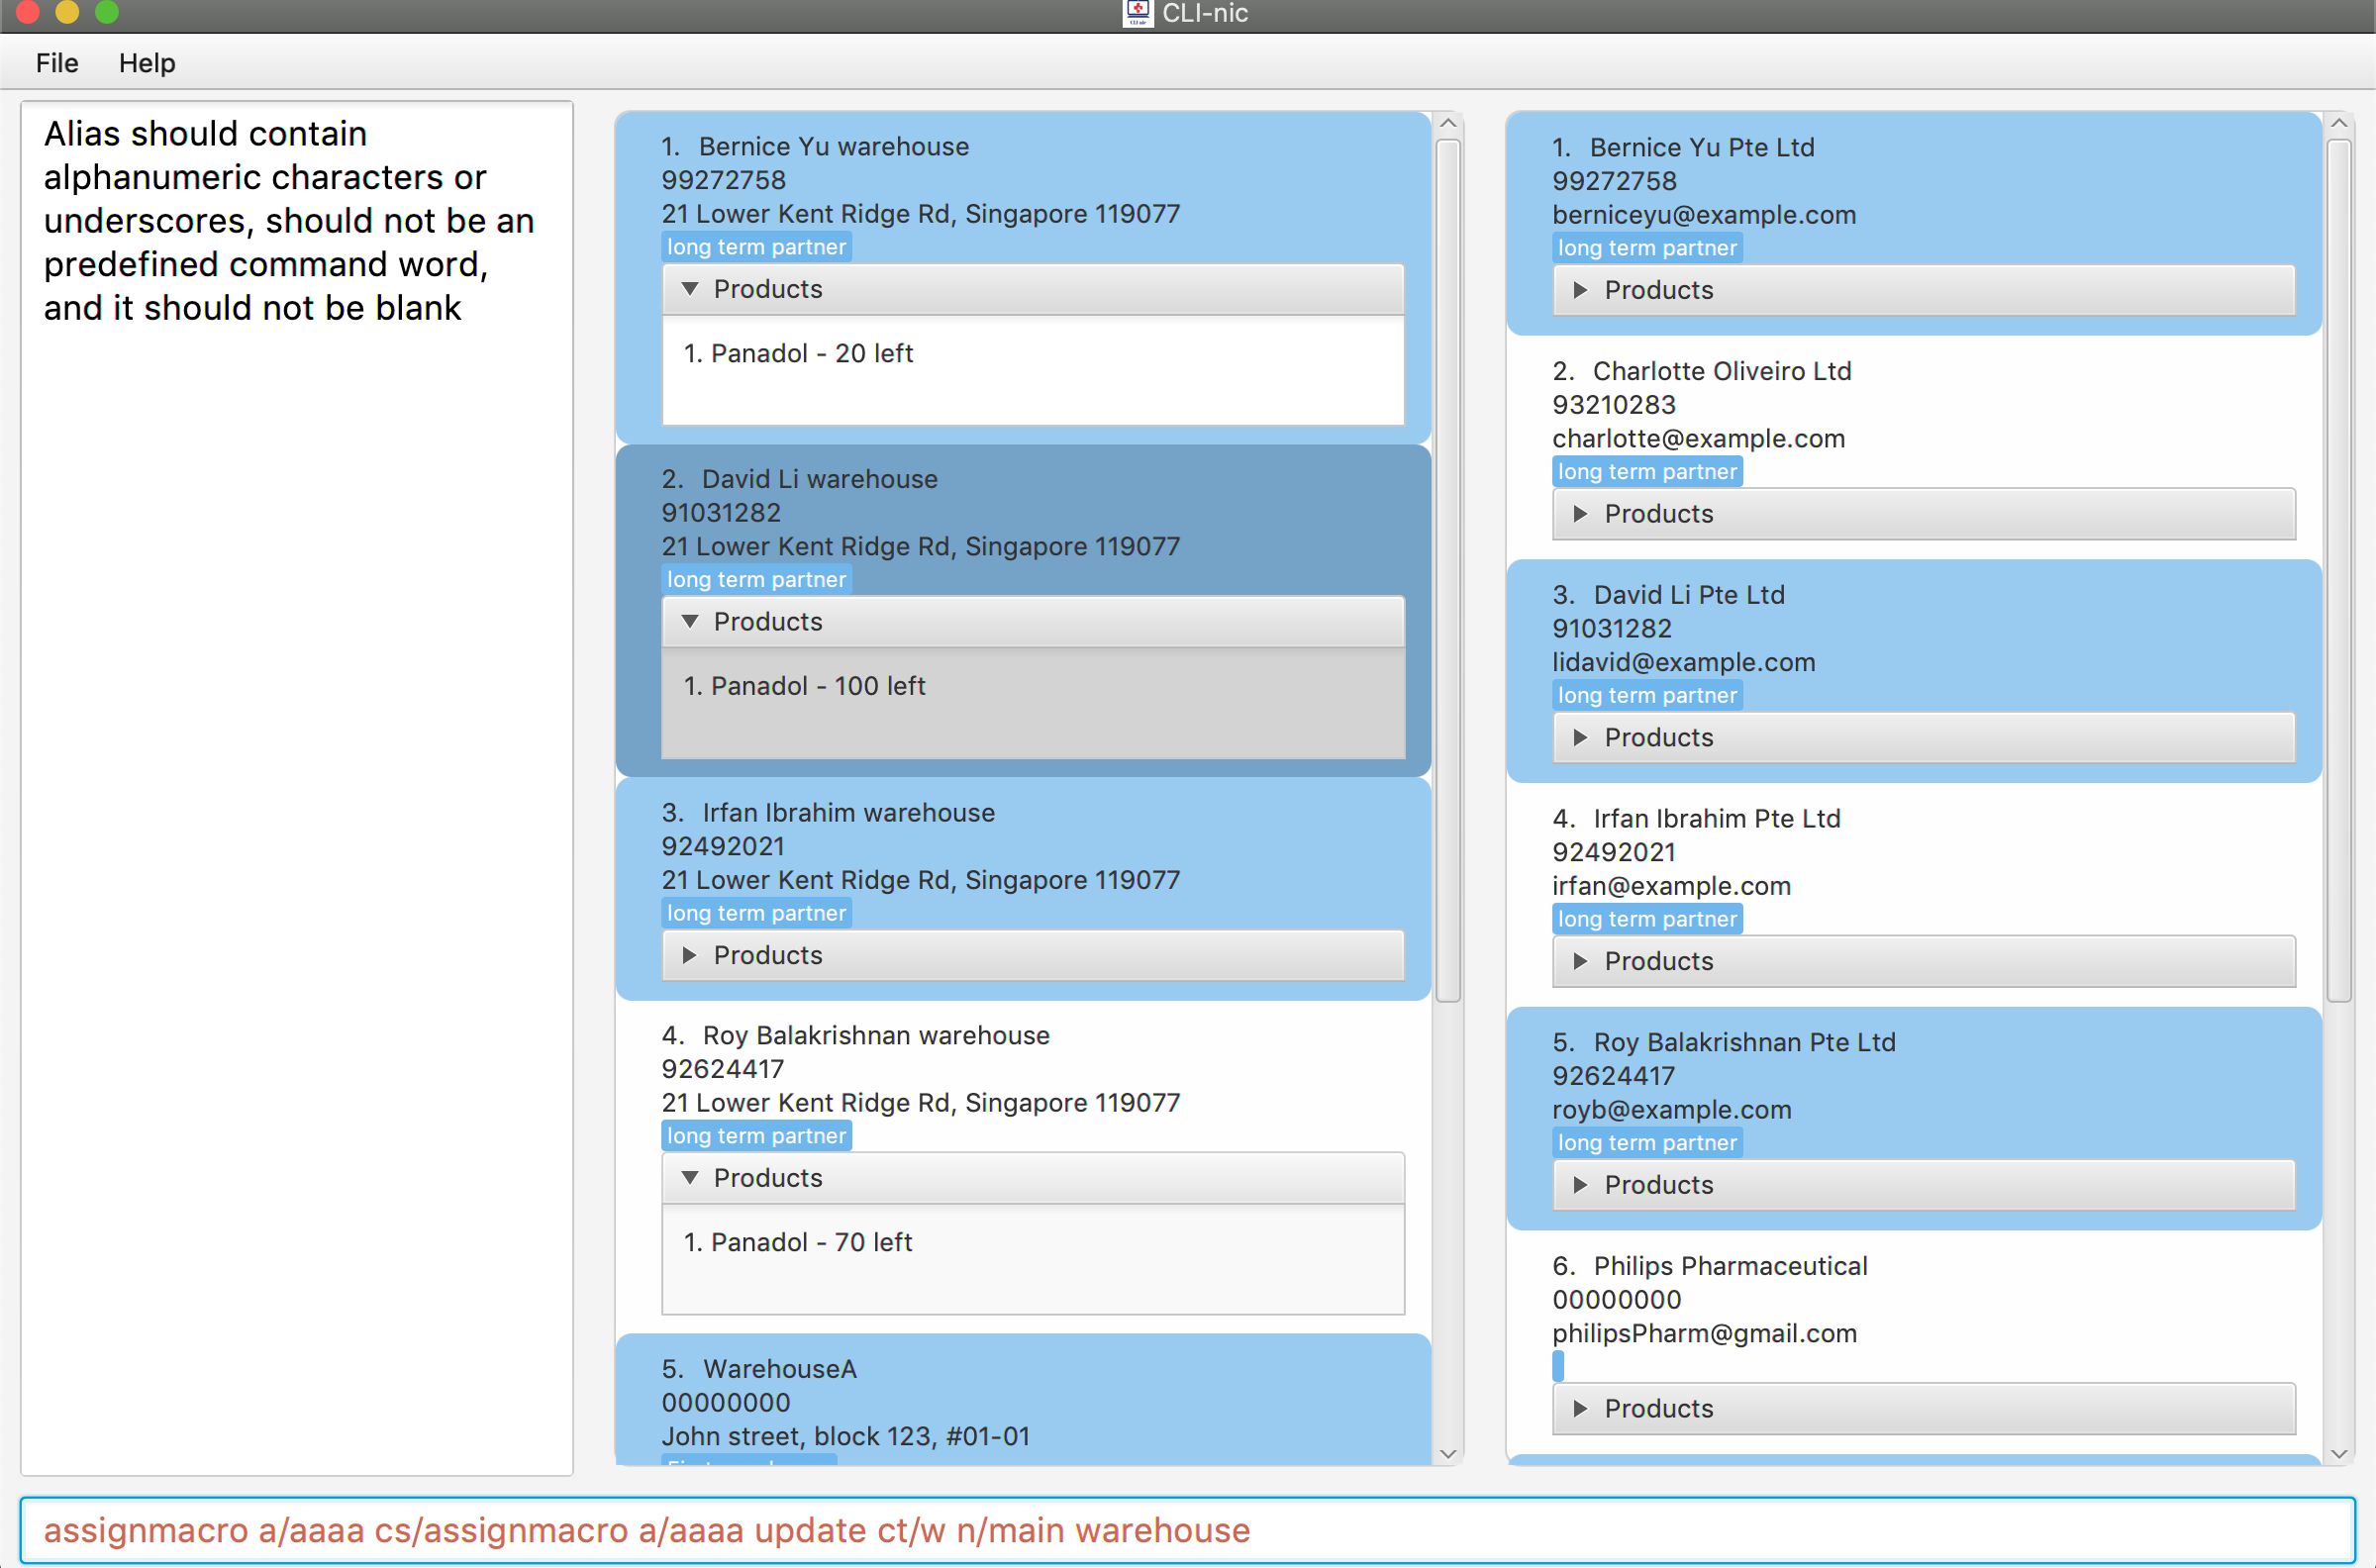 CLI-nic
File Help
Alias should contain
alphanumeric characters or
underscores, should not be an
predefined command word,
and it should not be blank
1. Bernice Yu warehouse
99272758
21 Lower Kent Ridge Rd, Singapore 119077
long term partner
Products
1. Panadol - 20 left
2. David Li warehouse
91031282
21 Lower Kent Ridge Rd, Singapore 119077
long term partner
Products
1. Panadol - 100 left
3. Irfan Ibrahim warehouse
92492021
21 Lower Kent Ridge Rd, Singapore 119077
long term partner
Products
4. Roy Balakrishnan warehouse
92624417
21 Lower Kent Ridge Rd, Singapore 119077
long term partner
Products
1. Panadol - 70 left
5. WarehouseA
00000000
John street, block 123, #01-01
1. Bernice Yu Pte Ltd
99272758
berniceyu@example.com
long term partner
Products
2. Charlotte Oliveiro Ltd
93210283
charlotte@example.com
long term partner
Products
3. David Li Pte Ltd
91031282
lidavid@example.com
long term partner
Products
4. Irfan Ibrahim Pte Ltd
92492021
irfan@example.com
long term partner
Products
5. Roy Balakrishnan Pte Ltd
92624417
royb@example.com
long term partner
Products
6. Philips Pharmaceutical
00000000
philipsPharm@gmail.com
Products
assignmacro a/aaaa cs/assignmacro a/aaaa update ct/w n/main warehouse